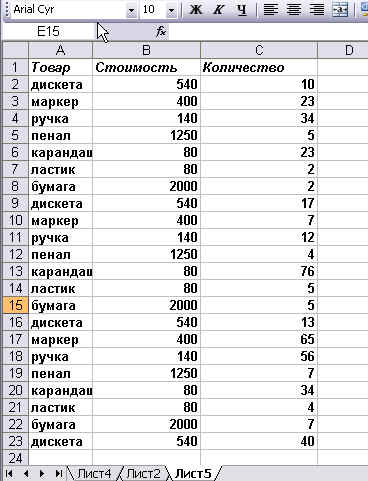 Arial Cyr 10 Ж К Ч
E15 fx
A B C D
1 Товар Стоимость Количество
2 дискета 540 10
3 маркер 400 23
4 ручка 140 34
5 пенал 1250 5
6 каранда 80 23
7 ластик 80 2
8 бумага 2000 2
9 дискета 540 17
10 маркер 400 7
11 ручка 140 12
12 пенал 1250 4
13 каранда 80 76
14 ластик 80 5
15 бумага 2000 5
16 дискета 540 13
17 маркер 400 65
18 ручка 140 56
19 пенал 1250 7
20 каранда 80 34
21 ластик 80 4
22 бумага 2000 7
23 дискета 540 40
24
Лист4 Лист2 Лист5